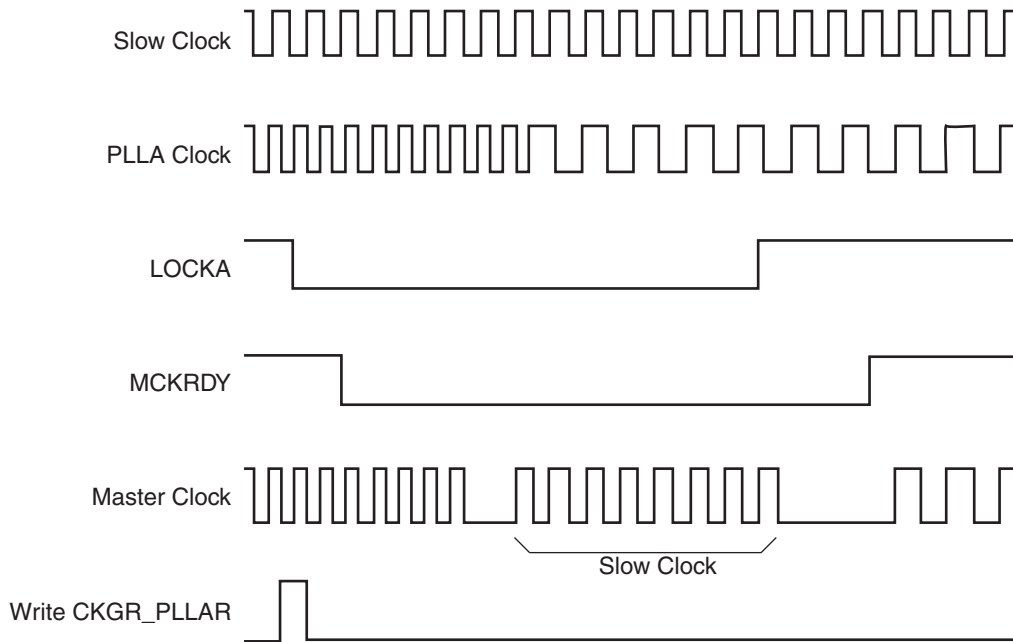 Slow Clock
PLLA Clock
LOCKA
MCKRDY
Master Clock
Slow Clock
Write CKGR_PLLAR